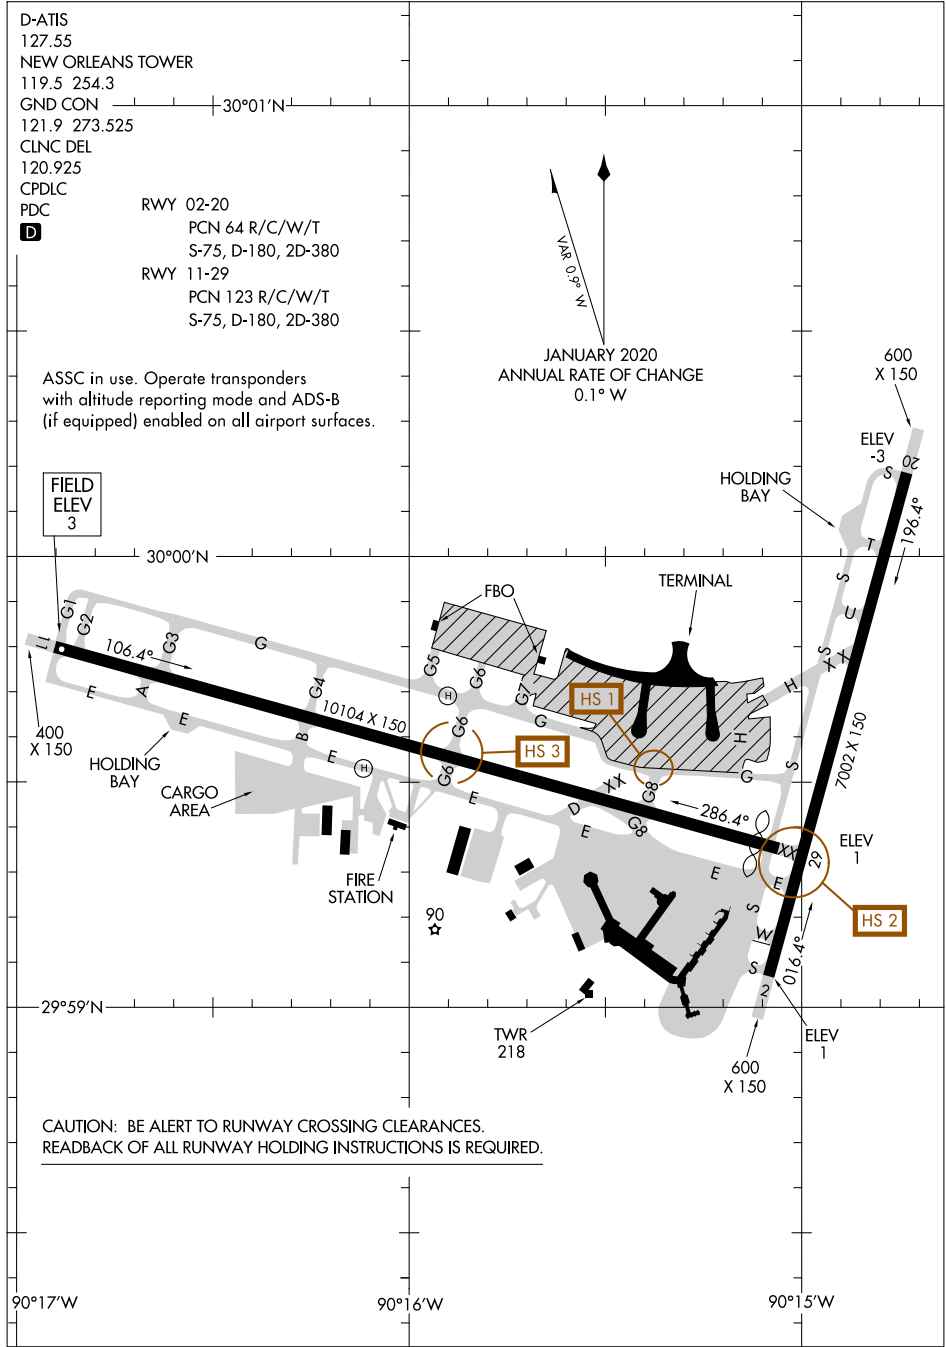 D-ATIS
127.55
NEW ORLEANS TOWER
119.5 254.3
GND CON
121.9 273.525
CLNC DEL
120.925
CPDLC
PDC
D
30°01'N
RWY 02-20
PCN 64 R/C/W/T
S-75, D-180, 2D-380
RWY 11-29
PCN 123 R/C/W/T
S-75, D-180, 2D-380
VAR 0.9° W
JANUARY 2020
ANNUAL RATE OF CHANGE
0.1° W
ASSC in use. Operate transponders
with altitude reporting mode and ADS-B
(if equipped) enabled on all airport surfaces.
600
X 150
ELEV
-3
20
S
HOLDING
BAY
196.4°
FIELD
ELEV
3
30°00'N
T
S
U
S
XX
H
S
7002 X 150
FBO
TERMINAL
G1
G2
G3
G
11
106.4°
E
A
E
G4
B
E
10104 X 150
H
H
G5
G6
G7
G6
G6
G
HS 1
HS 3
H
G
400
X 150
HOLDING
BAY
CARGO
AREA
E
D
XX
E
G8
G8
286.4°
E
XX
29
E
ELEV
1
HS 2
FIRE
STATION
90
S
W
S
016.4°
2
29°59'N
TWR
218
ELEV
1
600
X 150
CAUTION: BE ALERT TO RUNWAY CROSSING CLEARANCES.
READBACK OF ALL RUNWAY HOLDING INSTRUCTIONS IS REQUIRED.
90°17'W
90°16'W
90°15'W